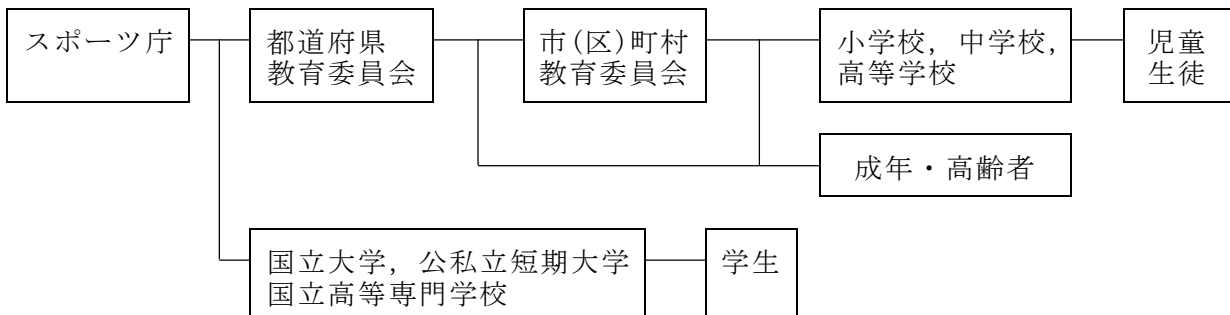 スポーツ庁
都道府県
教育委員会
市(区)町村
教育委員会
小学校, 中学校,
高等学校
児童
生徒
成年・高齢者
国立大学, 公私立短期大学
国立高等専門学校
学生